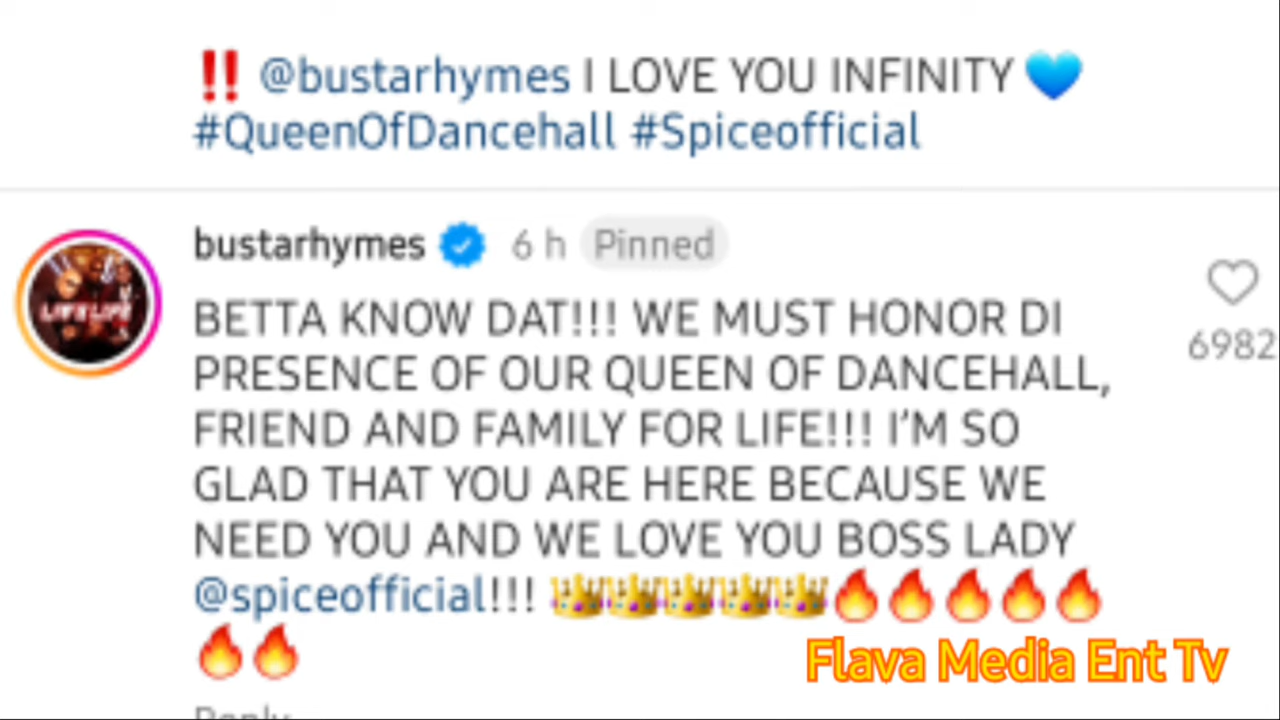 ‼️ @bustarhymes I LOVE YOU INFINITY 💙
#QueenOfDancehall #Spiceofficial
bustarhymes 6 h Pinned
BETTA KNOW DAT!!! WE MUST HONOR DI
PRESENCE OF OUR QUEEN OF DANCEHALL,
FRIEND AND FAMILY FOR LIFE!!! I’M SO
GLAD THAT YOU ARE HERE BECAUSE WE
NEED YOU AND WE LOVE YOU BOSS LADY
@spiceofficial!!! 👑👑👑👑👑🔥🔥🔥🔥🔥
🔥🔥
6982
Flava Media Ent Tv
Reply